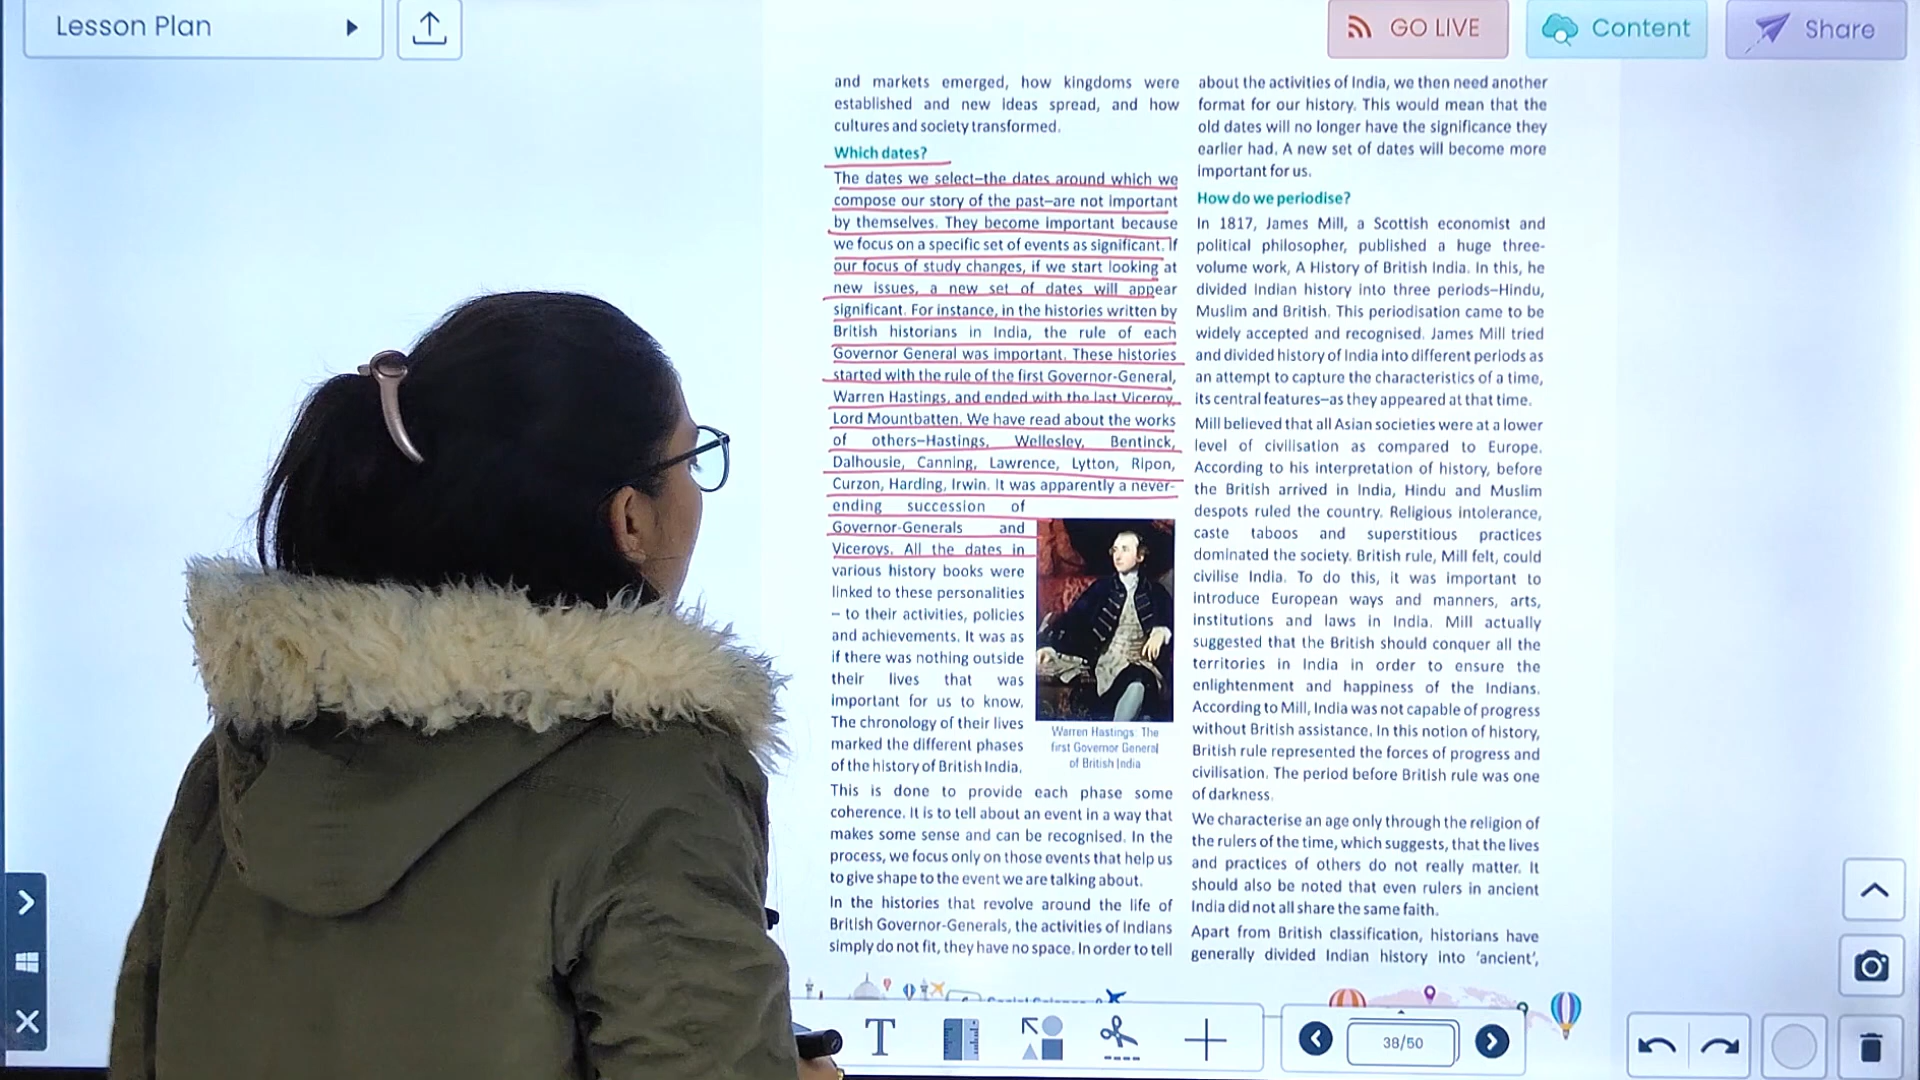 Lesson Plan
GO LIVE
Content
Share
and markets emerged, how kingdoms were
established and new ideas spread, and how
cultures and society transformed.
Which dates?
The dates we select–the dates around which we
compose our story of the past–are not important
by themselves. They become important because
we focus on a specific set of events as significant. If
our focus of study changes, if we start looking at
new issues, a new set of dates will appear
significant. For instance, in the histories written by
British historians in India, the rule of each
Governor General was important. These histories
started with the rule of the first Governor-General,
Warren Hastings, and ended with the last Viceroy,
Lord Mountbatten. We have read about the works
of others–Hastings, Wellesley, Bentinck,
Dalhousie, Canning, Lawrence, Lytton, Ripon,
Curzon, Harding, Irwin. It was apparently a never-
ending succession of
Governor-Generals and
Viceroys. All the dates in
various history books were
linked to these personalities
– to their activities, policies
and achievements. It was as
if there was nothing outside
their lives that was
important for us to know.
The chronology of their lives
marked the different phases
of the history of British India.
Warren Hastings: The
first Governor General
of British India
This is done to provide each phase some
coherence. It is to tell about an event in a way that
makes some sense and can be recognised. In the
process, we focus only on those events that help us
to give shape to the event we are talking about.
In the histories that revolve around the life of
British Governor-Generals, the activities of Indians
simply do not fit, they have no space. In order to tell
about the activities of India, we then need another
format for our history. This would mean that the
old dates will no longer have the significance they
earlier had. A new set of dates will become more
important for us.
How do we periodise?
In 1817, James Mill, a Scottish economist and
political philosopher, published a huge three-
volume work, A History of British India. In this, he
divided Indian history into three periods–Hindu,
Muslim and British. This periodisation came to be
widely accepted and recognised. James Mill tried
and divided history of India into different periods as
an attempt to capture the characteristics of a time,
its central features–as they appeared at that time.
Mill believed that all Asian societies were at a lower
level of civilisation as compared to Europe.
According to his interpretation of history, before
the British arrived in India, Hindu and Muslim
despots ruled the country. Religious intolerance,
caste taboos and superstitious practices
dominated the society. British rule, Mill felt, could
civilise India. To do this, it was important to
introduce European ways and manners, arts,
institutions and laws in India. Mill actually
suggested that the British should conquer all the
territories in India in order to ensure the
enlightenment and happiness of the Indians.
According to Mill, India was not capable of progress
without British assistance. In this notion of history,
British rule represented the forces of progress and
civilisation. The period before British rule was one
of darkness.
We characterise an age only through the religion of
the rulers of the time, which suggests, that the lives
and practices of others do not really matter. It
should also be noted that even rulers in ancient
India did not all share the same faith.
Apart from British classification, historians have
generally divided Indian history into 'ancient',
T
38/50